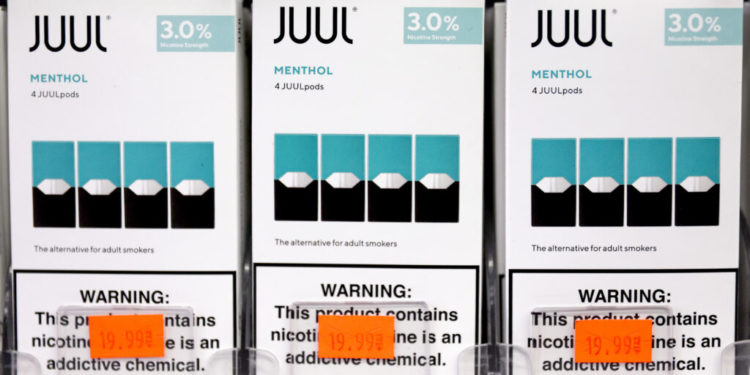 JUUL
3.0%
Nicotine Strength
MENTHOL
4 JUULpods
The alternative for adult smokers
WARNING:
This contains
is an
addictive chemical.
19.99
JUUL
3.0%
Nicotine Strength
MENTHOL
4 JUULpods
The alternative for adult smokers
WARNING:
This product contains
is an
addictive chemical.
19.99
JUUL
3.0%
Nicotine Strength
MENTHOL
4 JUULpods
The alternative for adult smokers
WARNING:
This product contains
is an
addictive chemical.
19.99